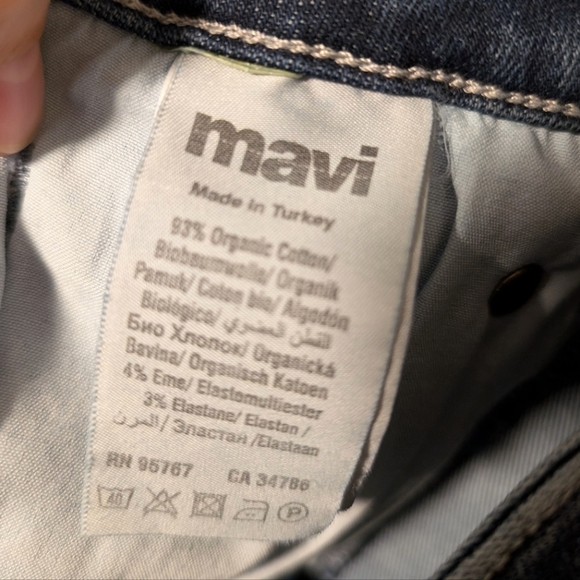 mavi
Made in Turkey
93% Organic Cotton/
Biobaumwolle/ Organik
Pamuk/ Coton bio/ Algodón
Biológico/ القطن المصري/
Био Хлопок/ Organická
Bavlna/ Organisch Katoen
4% Eme/ Elastomultiester
3% Elastane/ Elastan /
المرن/ Эластан /Elastaan
RN 95767 CA 34786
40 P